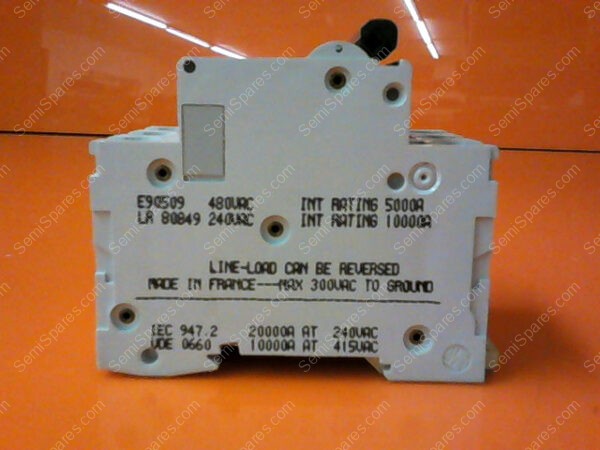 E90509 480VAC INT RATING 5000A
LR 80849 240VAC INT RATING 10000A
LINE-LOAD CAN BE REVERSED
MADE IN FRANCE---MAX 300VAC TO GROUND
IEC 947.2 20000A AT 240VAC
VDE 0660 10000A AT 415VAC
SemiSpares.com